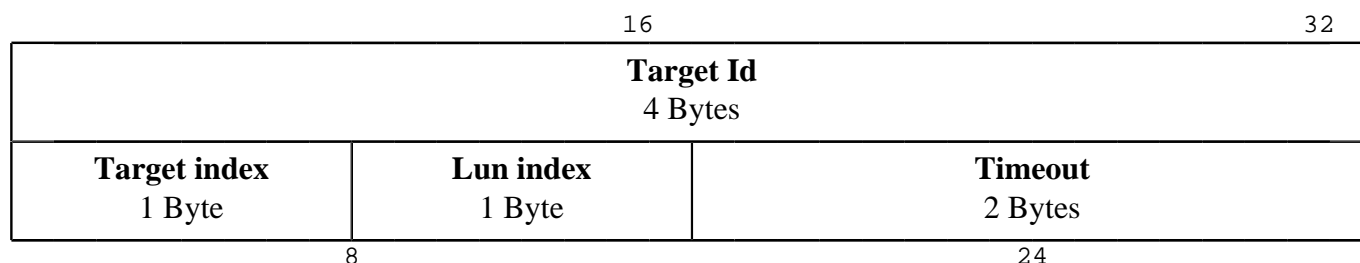 16 32
Target Id
4 Bytes
Target index Lun index Timeout
1 Byte 1 Byte 2 Bytes
8 24